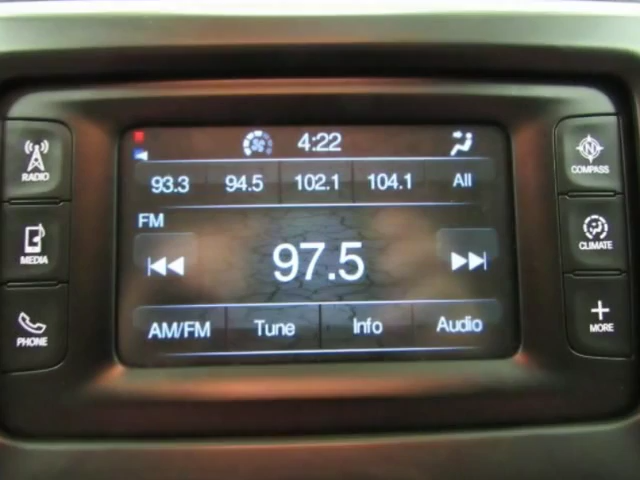 4:22
93.3 94.5 102.1 104.1 All
FM
97.5
AM/FM Tune Info Audio
RADIO
MEDIA
PHONE
N
COMPASS
CLIMATE
+
MORE